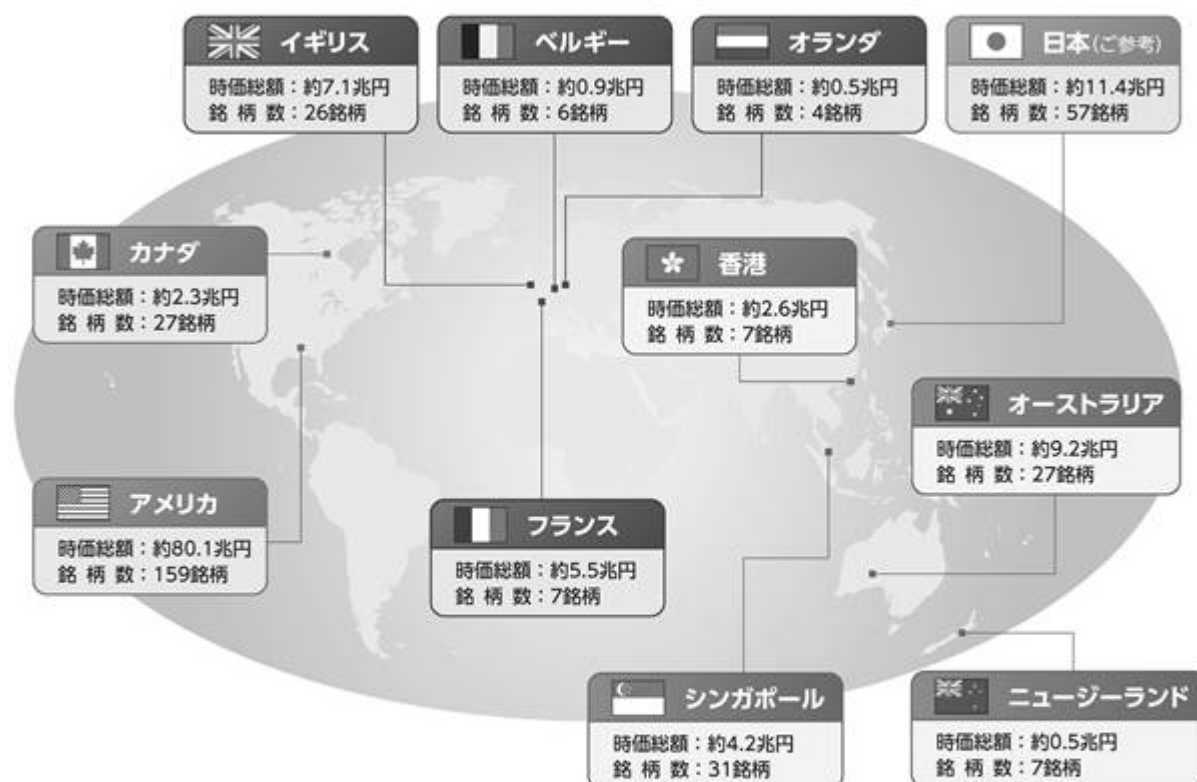 イギリス
時価総額：約7.1兆円
銘 柄 数：26銘柄
ベルギー
時価総額：約0.9兆円
銘 柄 数：6銘柄
オランダ
時価総額：約0.5兆円
銘 柄 数：4銘柄
日本(ご参考)
時価総額：約11.4兆円
銘 柄 数：57銘柄
カナダ
時価総額：約2.3兆円
銘 柄 数：27銘柄
香港
時価総額：約2.6兆円
銘 柄 数：7銘柄
オーストラリア
時価総額：約9.2兆円
銘 柄 数：27銘柄
アメリカ
時価総額：約80.1兆円
銘 柄 数：159銘柄
フランス
時価総額：約5.5兆円
銘 柄 数：7銘柄
シンガポール
時価総額：約4.2兆円
銘 柄 数：31銘柄
ニュージーランド
時価総額：約0.5兆円
銘 柄 数：7銘柄